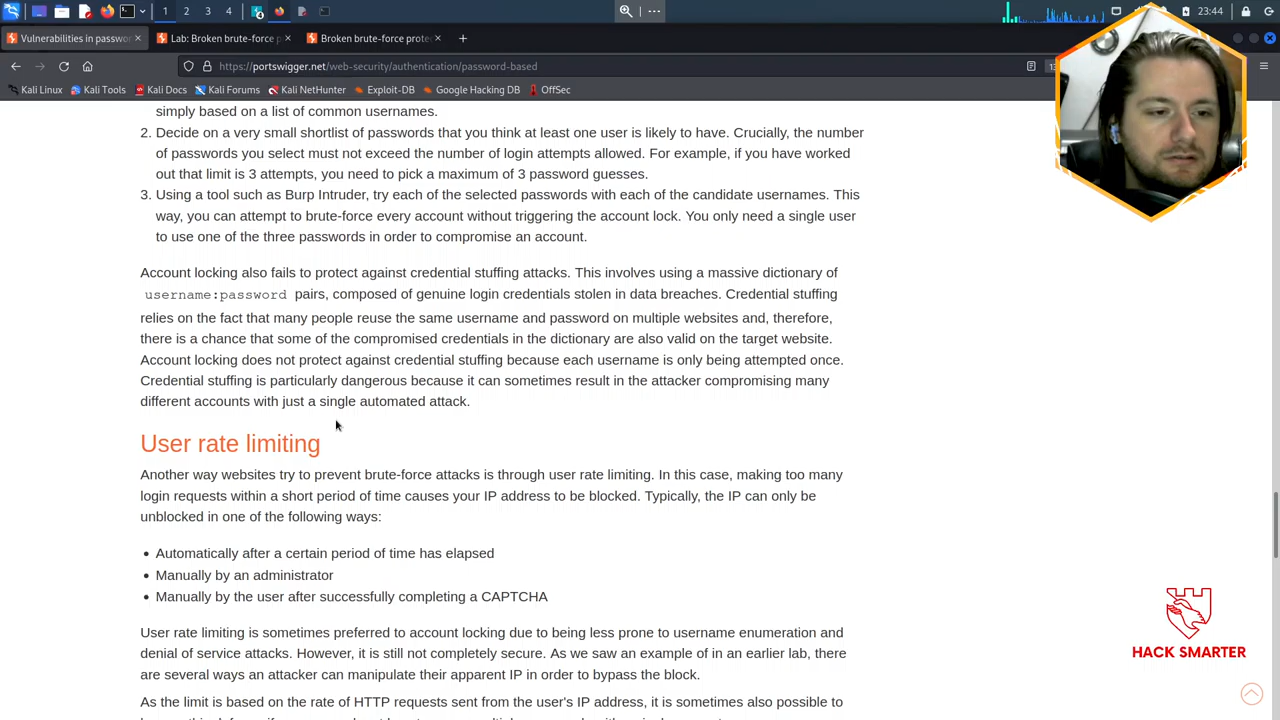 1
2
3
4
4
23:44
Vulnerabilities in passwo
Lab: Broken brute-force p
Broken brute-force prote
https://portswigger.net/web-security/authentication/password-based
Kali Linux
Kali Tools
Kali Docs
Kali Forums
Kali NetHunter
Exploit-DB
Google Hacking DB
OffSec
simply based on a list of common usernames.
2. Decide on a very small shortlist of passwords that you think at least one user is likely to have. Crucially, the number
of passwords you select must not exceed the number of login attempts allowed. For example, if you have worked
out that limit is 3 attempts, you need to pick a maximum of 3 password guesses.
3. Using a tool such as Burp Intruder, try each of the selected passwords with each of the candidate usernames. This
way, you can attempt to brute-force every account without triggering the account lock. You only need a single user
to use one of the three passwords in order to compromise an account.
Account locking also fails to protect against credential stuffing attacks. This involves using a massive dictionary of
username:password pairs, composed of genuine login credentials stolen in data breaches. Credential stuffing
relies on the fact that many people reuse the same username and password on multiple websites and, therefore,
there is a chance that some of the compromised credentials in the dictionary are also valid on the target website.
Account locking does not protect against credential stuffing because each username is only being attempted once.
Credential stuffing is particularly dangerous because it can sometimes result in the attacker compromising many
different accounts with just a single automated attack.
User rate limiting
Another way websites try to prevent brute-force attacks is through user rate limiting. In this case, making too many
login requests within a short period of time causes your IP address to be blocked. Typically, the IP can only be
unblocked in one of the following ways:
• Automatically after a certain period of time has elapsed
• Manually by an administrator
• Manually by the user after successfully completing a CAPTCHA
User rate limiting is sometimes preferred to account locking due to being less prone to username enumeration and
denial of service attacks. However, it is still not completely secure. As we saw an example of in an earlier lab, there
are several ways an attacker can manipulate their apparent IP in order to bypass the block.
As the limit is based on the rate of HTTP requests sent from the user's IP address, it is sometimes also possible to
HACK SMARTER